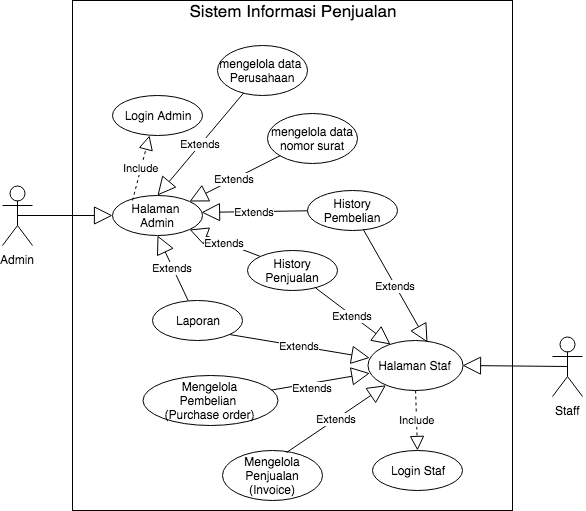 Sistem Informasi Penjualan
mengelola data
Perusahaan
Login Admin
mengelola data
nomor surat
Extends
Include
Extends
Halaman
Admin
Extends
History
Pembelian
Admin
Extends
History
Penjualan
Extends
Extends
Laporan
Extends
Extends
Halaman Staf
Mengelola
Pembelian
(Purchase order)
Extends
Staff
Extends
Include
Mengelola
Penjualan
(Invoice)
Login Staf